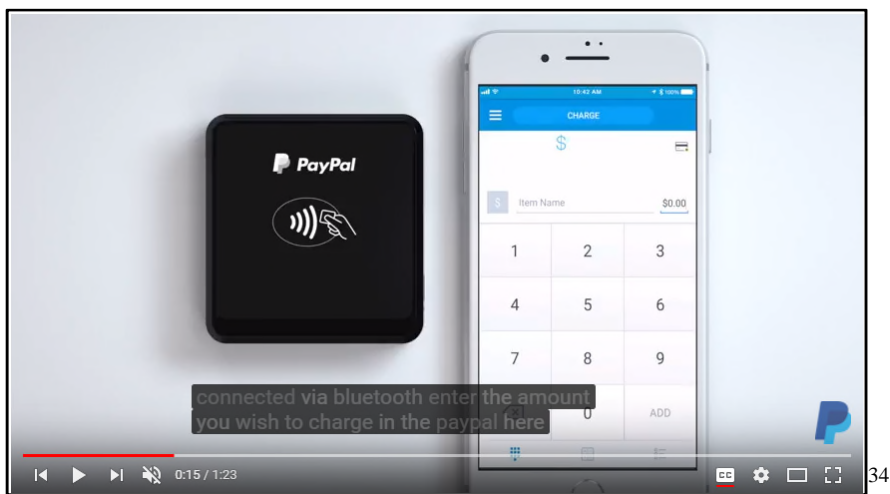 10:42 AM
100%
CHARGE
$
PayPal
S Item Name $0.00
1 2 3
4 5 6
7 8 9
0 ADD
connected via bluetooth enter the amount
you wish to charge in the paypal here
0:15 / 1:23
CC
34